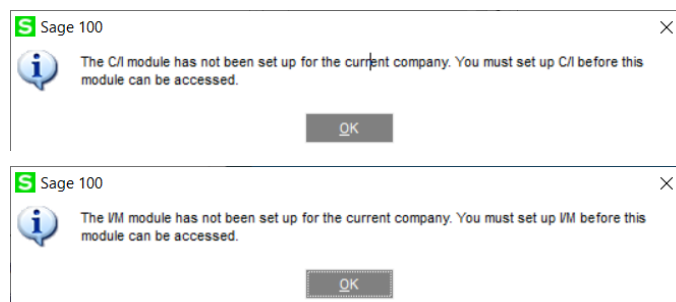 Sage 100
The C/I module has not been set up for the current company. You must set up C/I before this
module can be accessed.
OK
Sage 100
The I/M module has not been set up for the current company. You must set up I/M before this
module can be accessed.
OK